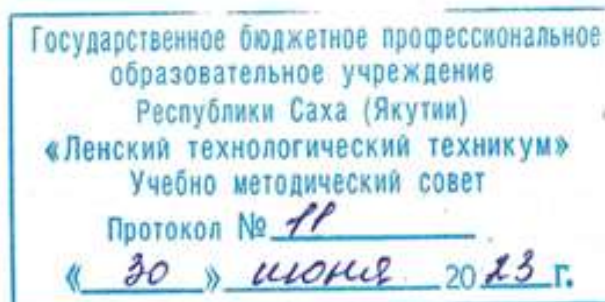 Государственное бюджетное профессиональное
образовательное учреждение
Республики Саха (Якутии)
«Ленский технологический техникум»
Учебно методический совет
Протокол № 11
« 30 » июня 2023 г.